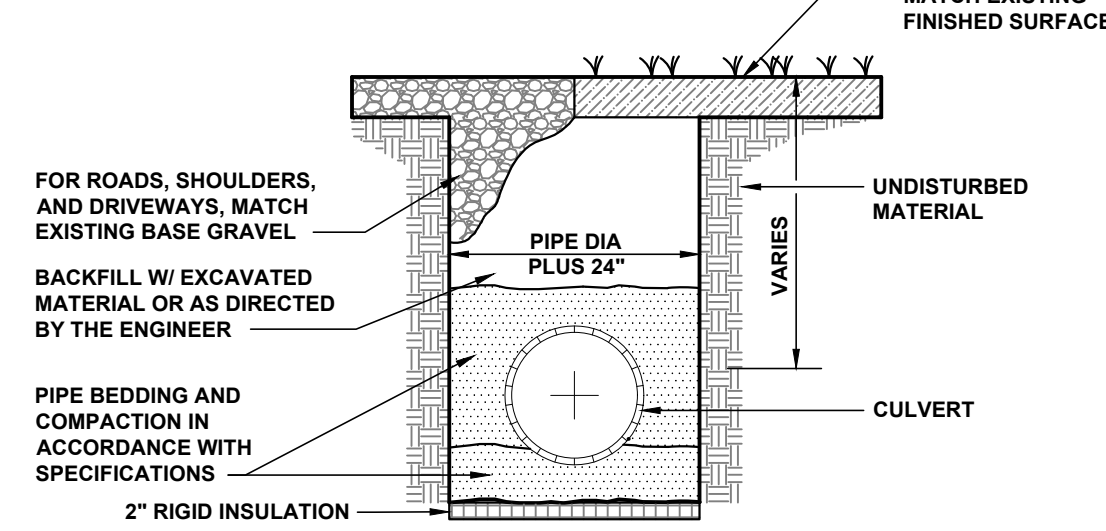 MATCH EXISTING
FINISHED SURFACE
FOR ROADS, SHOULDERS,
AND DRIVEWAYS, MATCH
EXISTING BASE GRAVEL
UNDISTURBED
MATERIAL
PIPE DIA
PLUS 24"
VARIES
BACKFILL W/ EXCAVATED
MATERIAL OR AS DIRECTED
BY THE ENGINEER
PIPE BEDDING AND
COMPACTION IN
ACCORDANCE WITH
SPECIFICATIONS
CULVERT
2" RIGID INSULATION